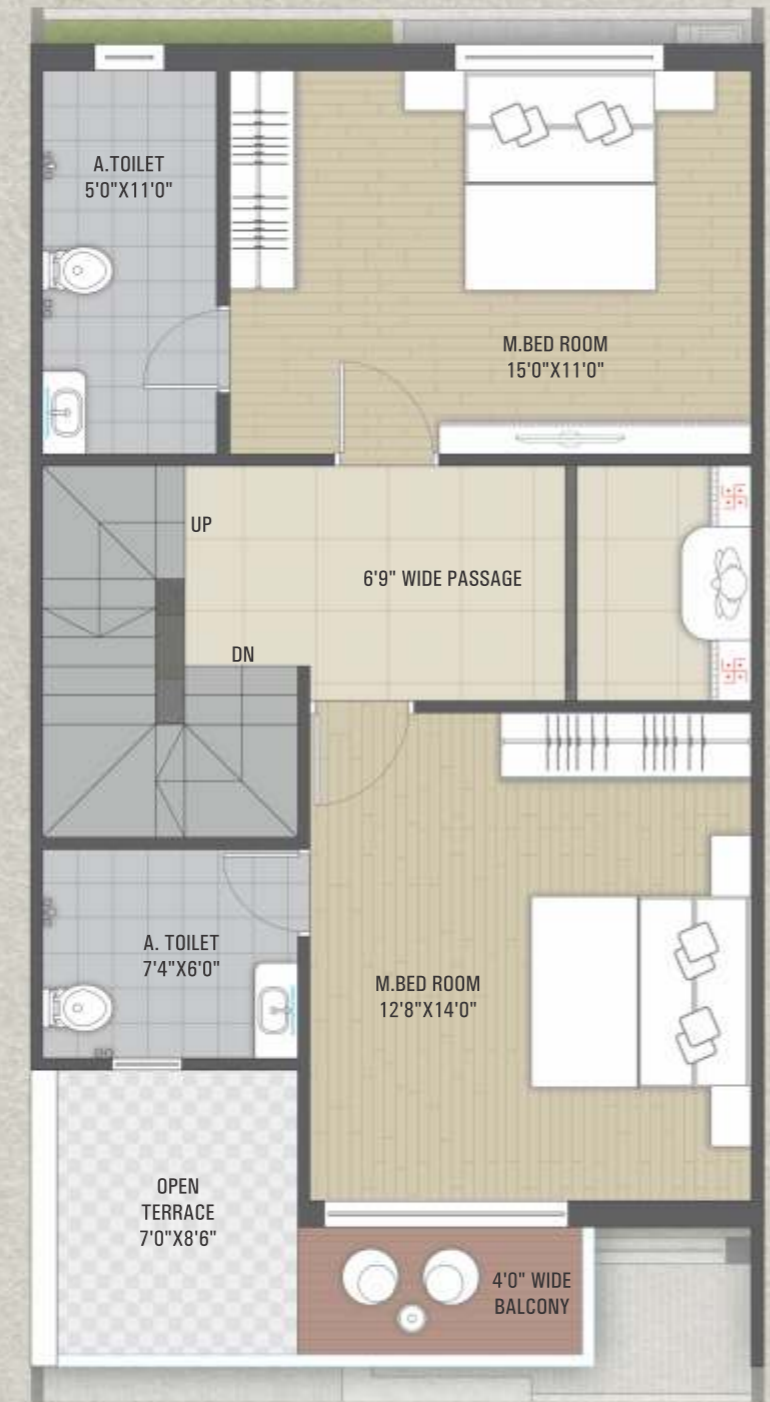 A.TOILET
5'0"X11'0"
M.BED ROOM
15'0"X11'0"
UP
6'9" WIDE PASSAGE
DN
A. TOILET
7'4"X6'0"
M.BED ROOM
12'8"X14'0"
OPEN
TERRACE
7'0"X8'6"
4'0" WIDE
BALCONY